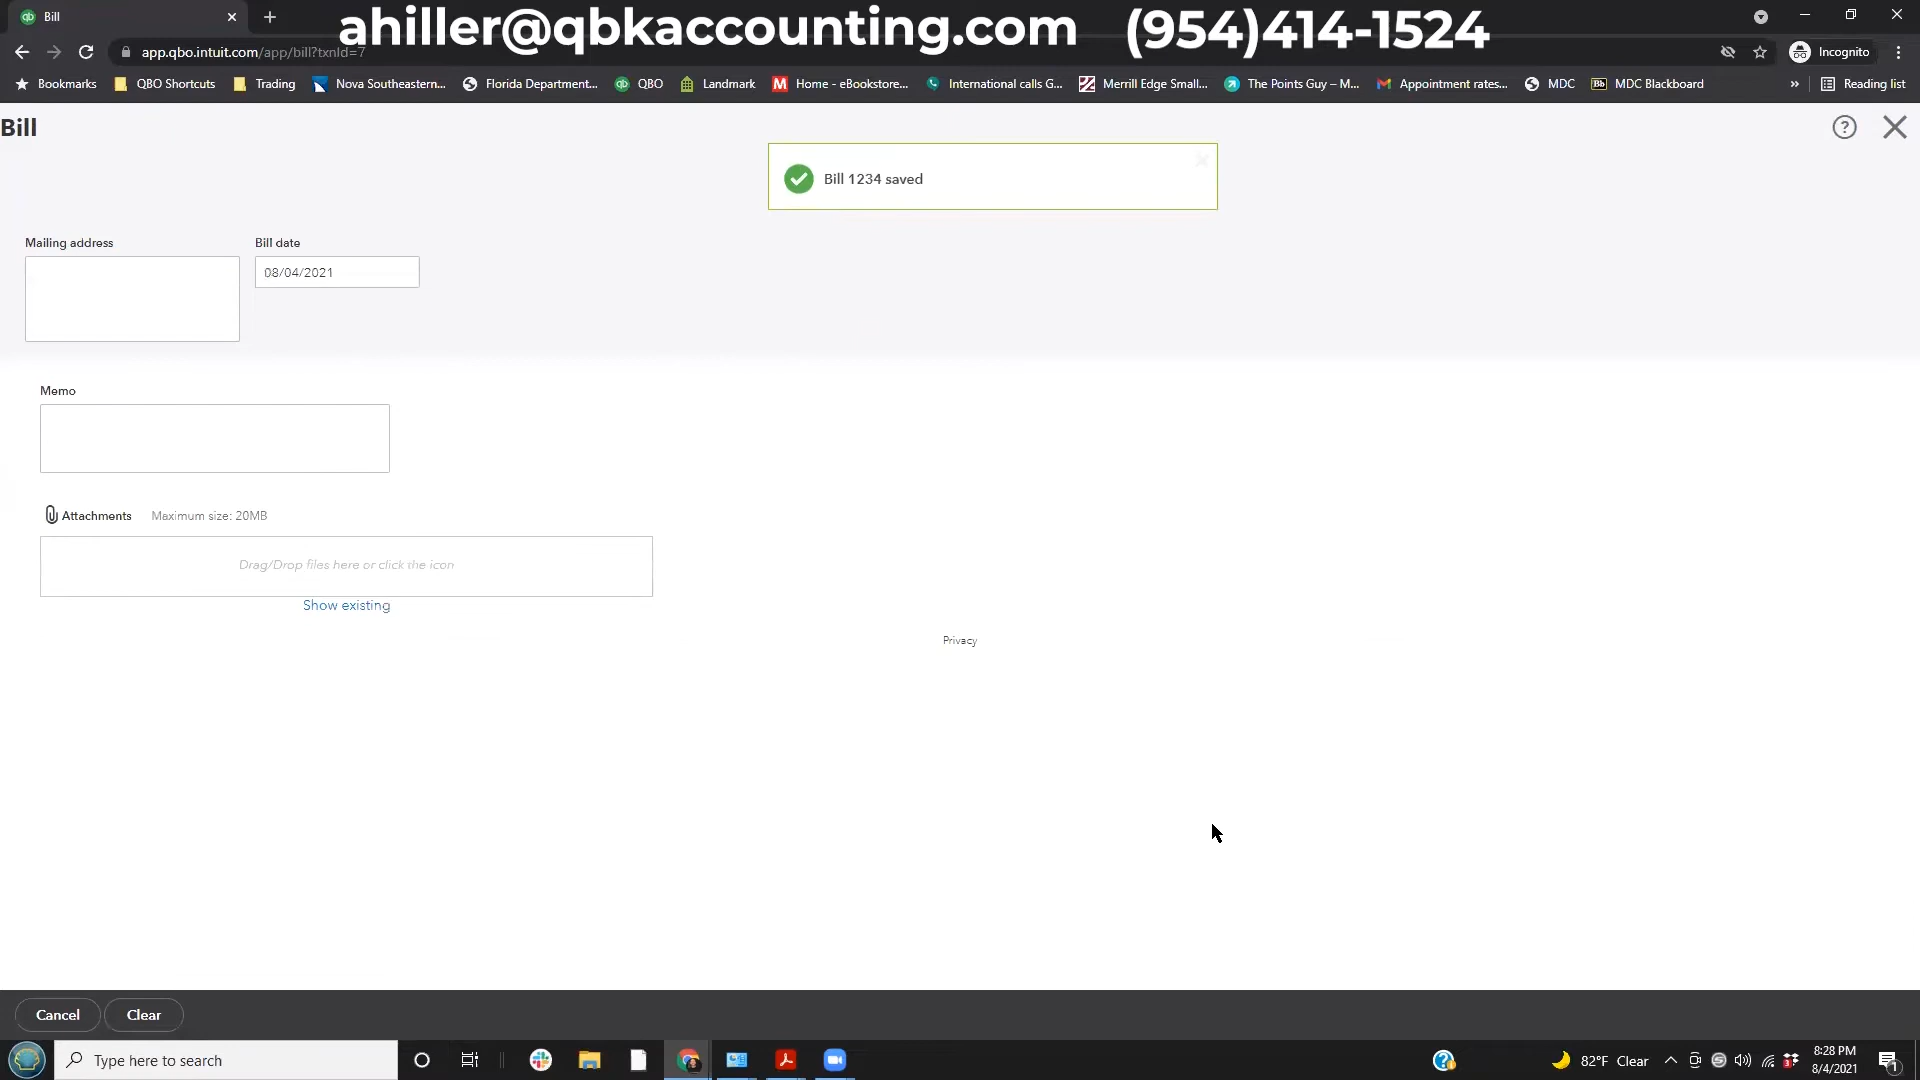 Bill
ahiller@qbkaccounting.com (954)414-1524
app.qbo.intuit.com/app/bill?txnId=7
Incognito
Bookmarks QBO Shortcuts Trading Nova Southeastern... Florida Department... QBO Landmark Home - eBookstore... International calls G... Merrill Edge Small... The Points Guy – M... Appointment rates... MDC MDC Blackboard » Reading list
Bill
Bill 1234 saved
Mailing address Bill date
08/04/2021
Memo
Attachments Maximum size: 20MB
Drag/Drop files here or click the icon
Show existing
Privacy
Cancel Clear
Type here to search
82°F Clear
8:28 PM
8/4/2021